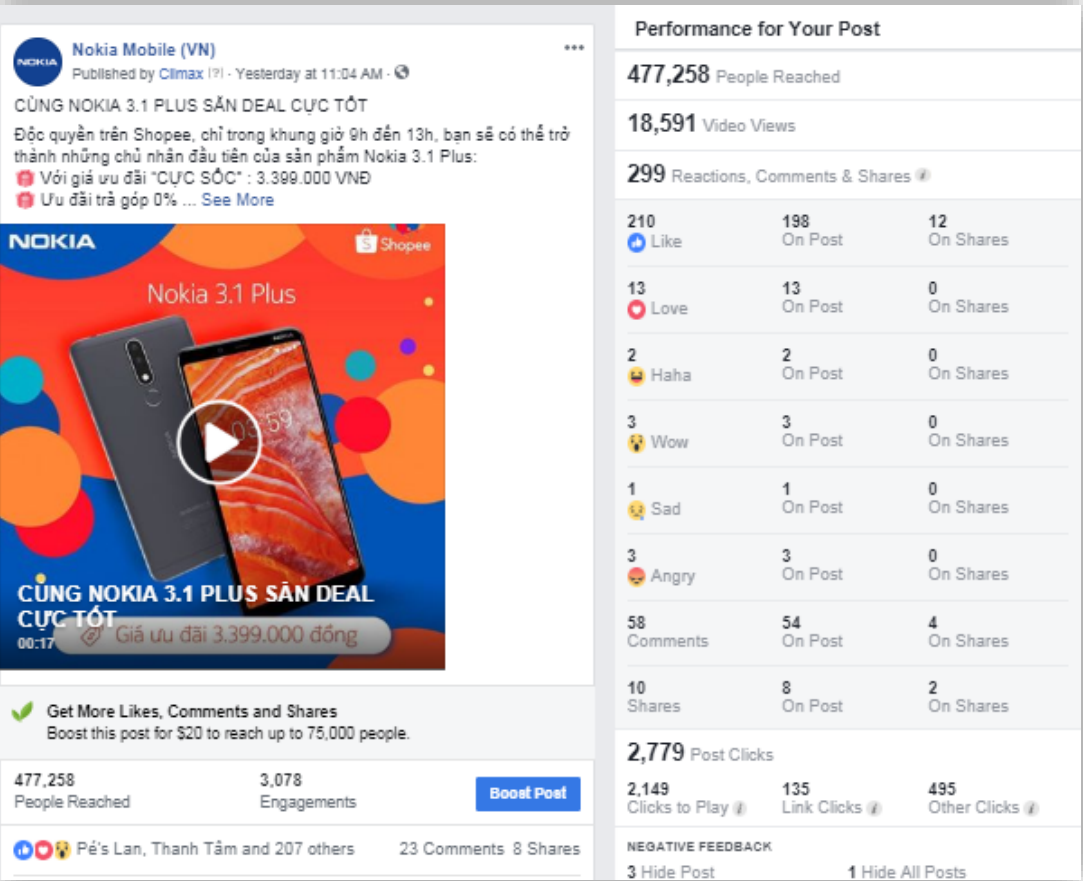 Nokia Mobile (VN)
Published by Climax [?] · Yesterday at 11:04 AM ·
CÙNG NOKIA 3.1 PLUS SĂN DEAL CỰC TỐT
Độc quyền trên Shopee, chỉ trong khung giờ 9h đến 13h, bạn sẽ có thể trở
thành những chủ nhân đầu tiên của sản phẩm Nokia 3.1 Plus:
🎁 Với giá ưu đãi "CỰC SỐC" : 3.399.000 VNĐ
🎁 Ưu đãi trả góp 0% ... See More
NOKIA
Shopee
Nokia 3.1 Plus
03:59
CÙNG NOKIA 3.1 PLUS SĂN DEAL
CỰC TỐT
00:17
Giá ưu đãi 3.399.000 đồng
Get More Likes, Comments and Shares
Boost this post for $20 to reach up to 75,000 people.
477,258 3,078
People Reached Engagements
Boost Post
Pé's Lan, Thanh Tâm and 207 others 23 Comments 8 Shares
Performance for Your Post
477,258 People Reached
18,591 Video Views
299 Reactions, Comments & Shares
210 198 12
Like On Post On Shares
13 13 0
Love On Post On Shares
2 2 0
Haha On Post On Shares
3 3 0
Wow On Post On Shares
1 1 0
Sad On Post On Shares
3 3 0
Angry On Post On Shares
58 54 4
Comments On Post On Shares
10 8 2
Shares On Post On Shares
2,779 Post Clicks
2,149 135 495
Clicks to Play Link Clicks Other Clicks
NEGATIVE FEEDBACK
3 Hide Post 1 Hide All Posts